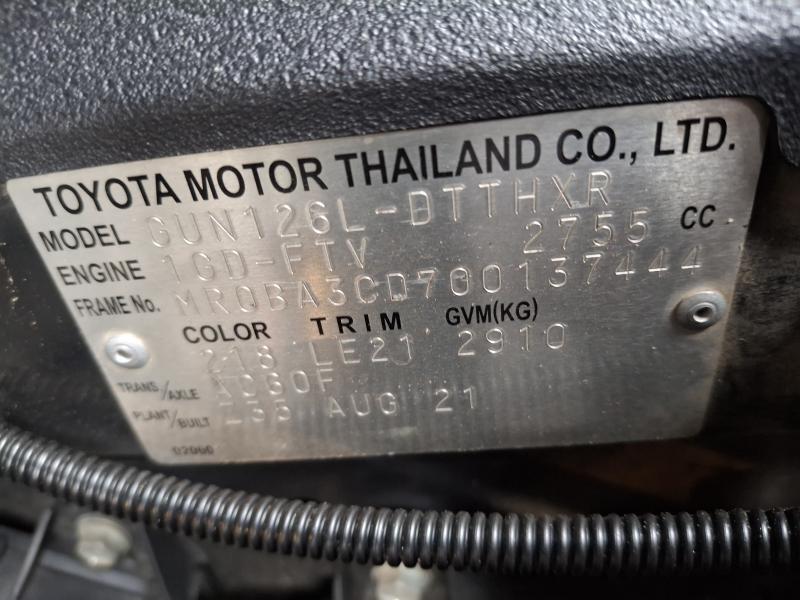 TOYOTA MOTOR THAILAND CO., LTD.
MODEL GUN126L-DTTHXR
ENGINE 1GD-FTV 2755 CC
FRAME No. MR0BA3CD700137444
COLOR TRIM GVM(KG)
218 LE21 2910
TRANS/AXLE AC60F
PLANT/BUILT AUG 21